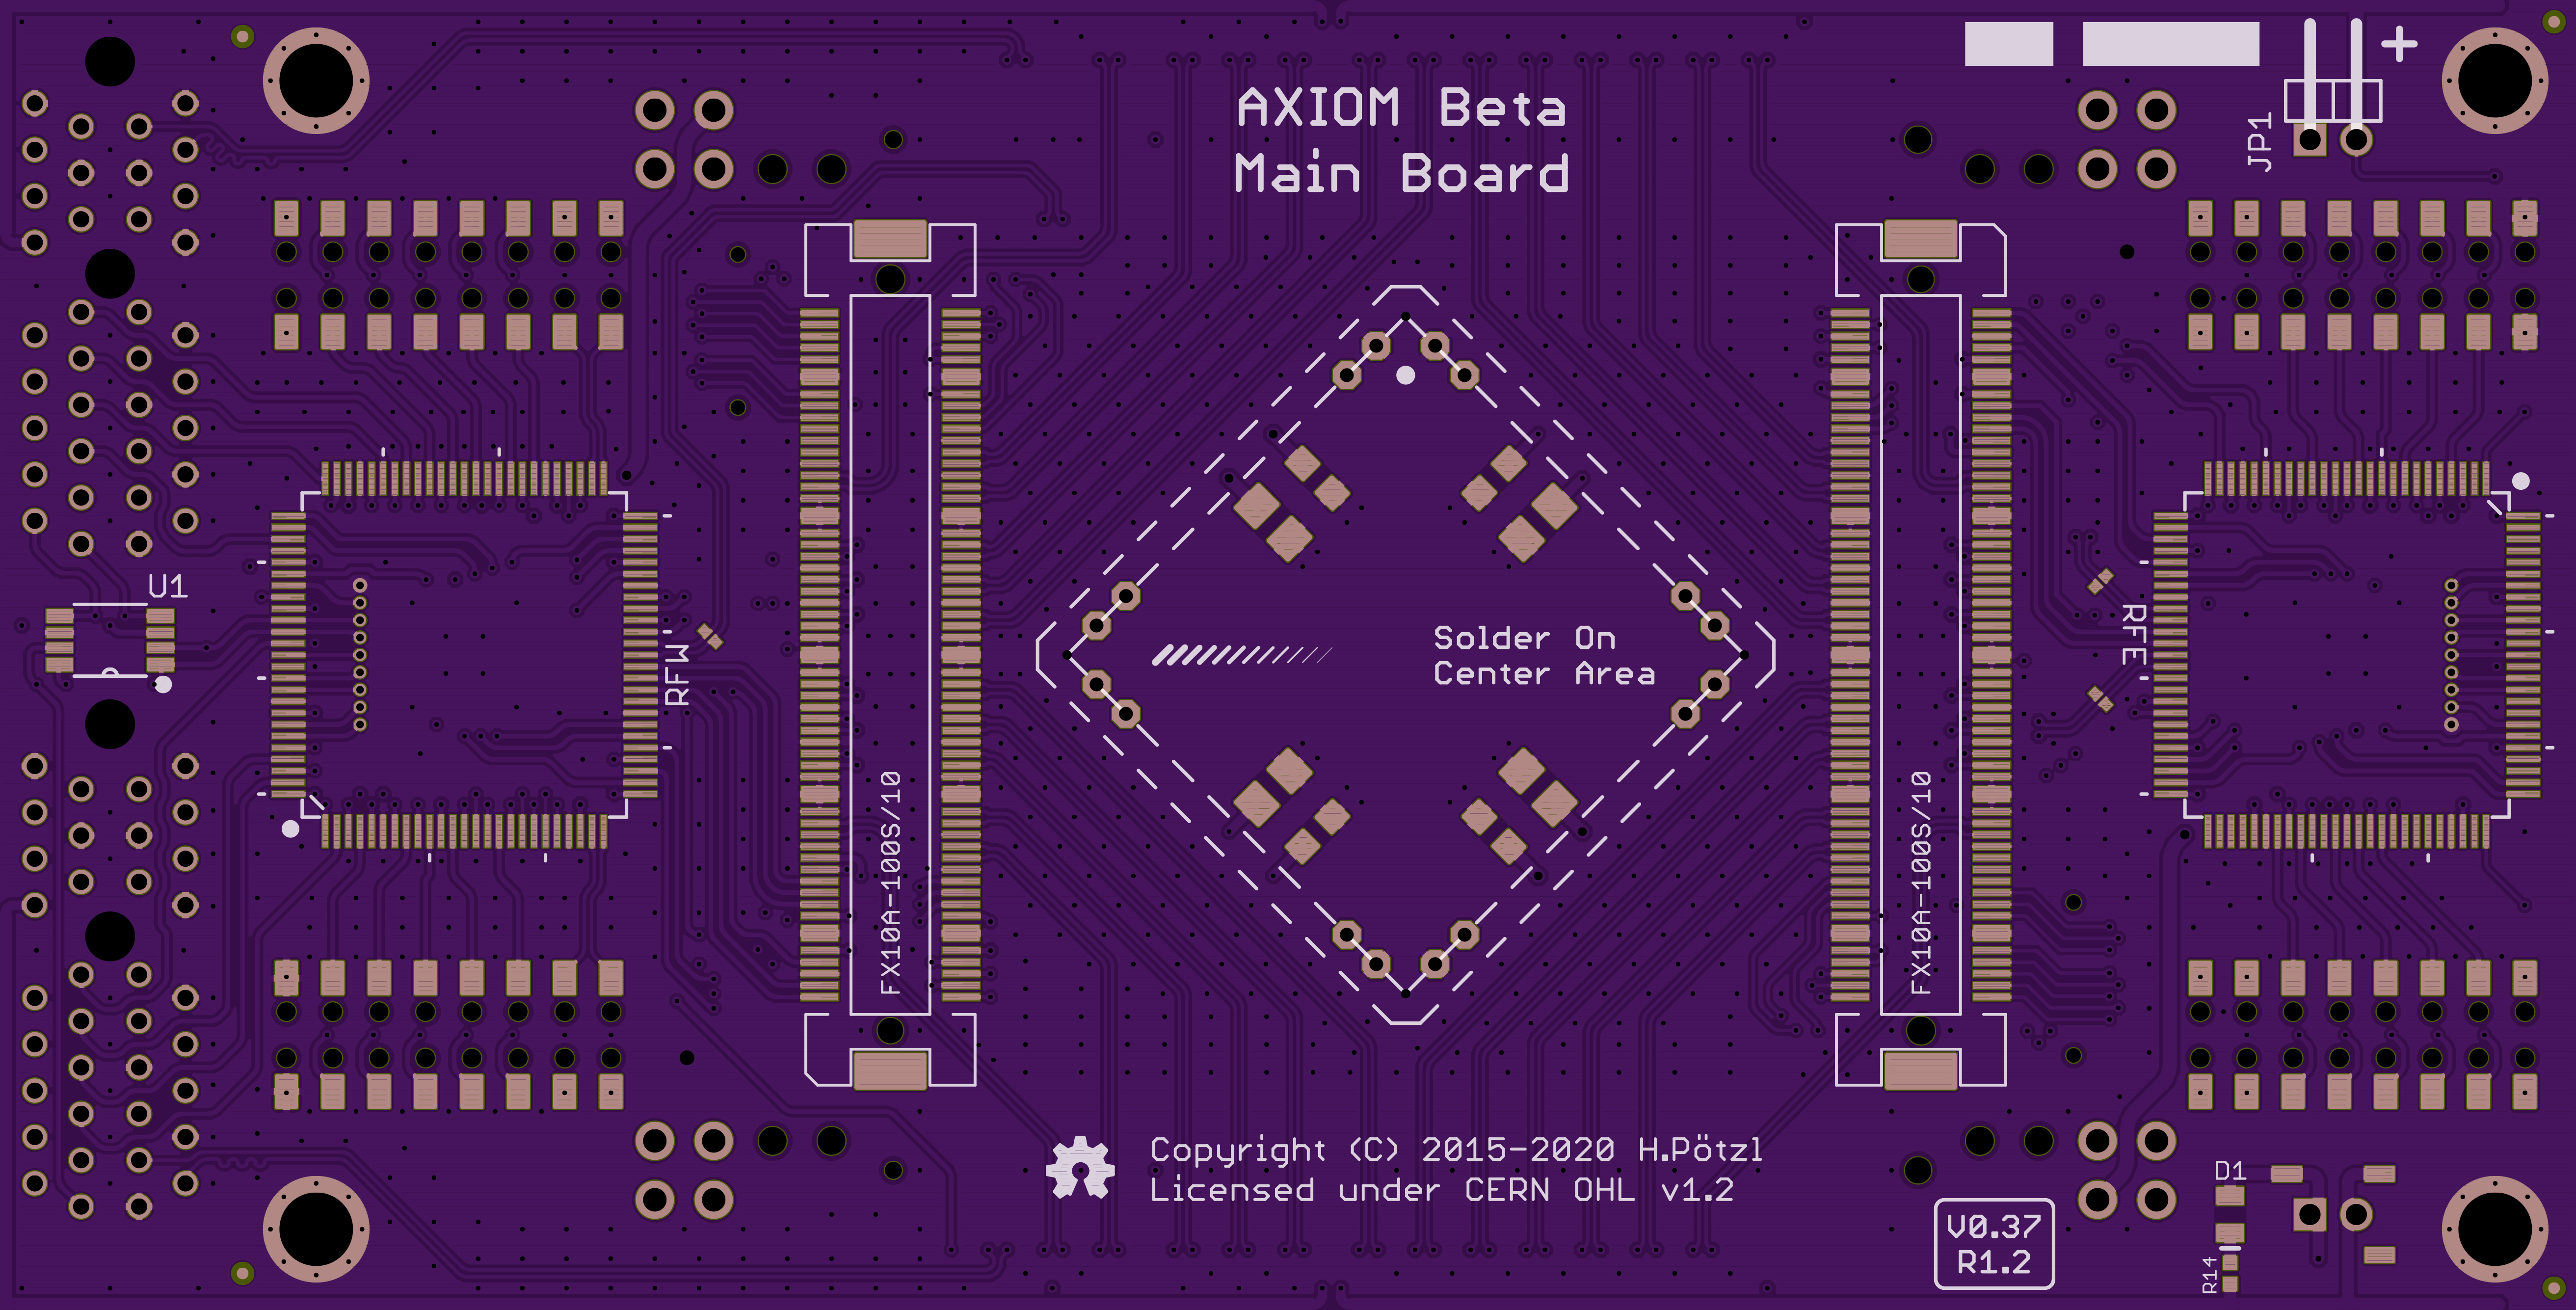 AXIOM Beta
Main Board
+
JP1
U1
RFM
RFE
Solder On
Center Area
FX10A-100S/10
FX10A-100S/10
Copyright (C) 2015-2020 H.Pötzl
Licensed under CERN OHL v1.2
D1
V0.37
R1.2
R14